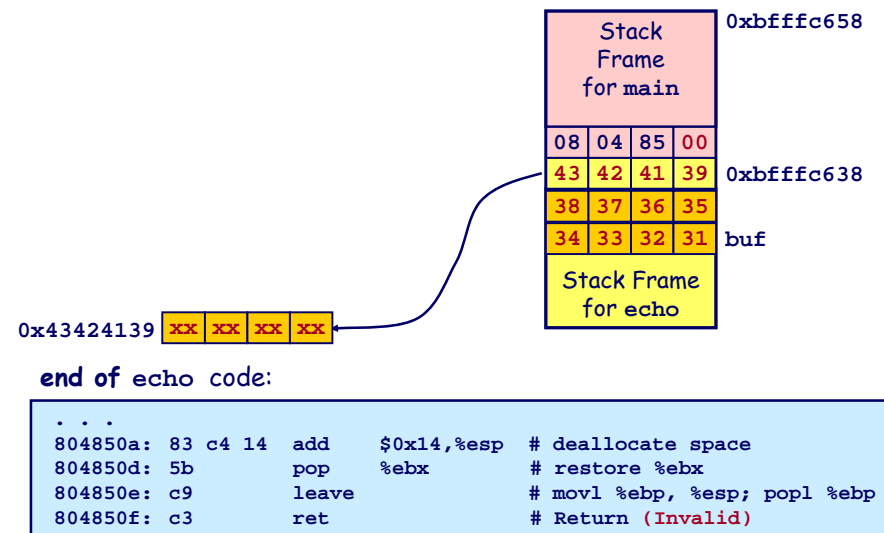 Stack
Frame
for main
0xbfffc658
08 04 85 00
43 42 41 39 0xbfffc638
38 37 36 35
34 33 32 31 buf
Stack Frame
for echo
0x43424139 xx xx xx xx
end of echo code:
. . .
804850a: 83 c4 14 add $0x14,%esp # deallocate space
804850d: 5b pop %ebx # restore %ebx
804850e: c9 leave # movl %ebp, %esp; popl %ebp
804850f: c3 ret # Return (Invalid)